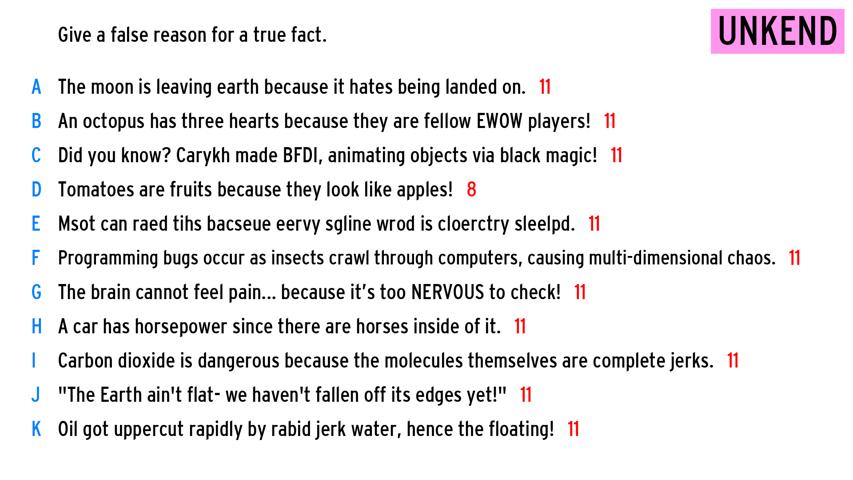 Give a false reason for a true fact.
UNKEND
A The moon is leaving earth because it hates being landed on. 11
B An octopus has three hearts because they are fellow EWOW players! 11
C Did you know? Carykh made BFDI, animating objects via black magic! 11
D Tomatoes are fruits because they look like apples! 8
E Msot can raed tihs bacseue eervy sgline wrod is cloerctry sleelpd. 11
F Programming bugs occur as insects crawl through computers, causing multi-dimensional chaos. 11
G The brain cannot feel pain... because it’s too NERVOUS to check! 11
H A car has horsepower since there are horses inside of it. 11
I Carbon dioxide is dangerous because the molecules themselves are complete jerks. 11
J "The Earth ain't flat- we haven't fallen off its edges yet!" 11
K Oil got uppercut rapidly by rabid jerk water, hence the floating! 11